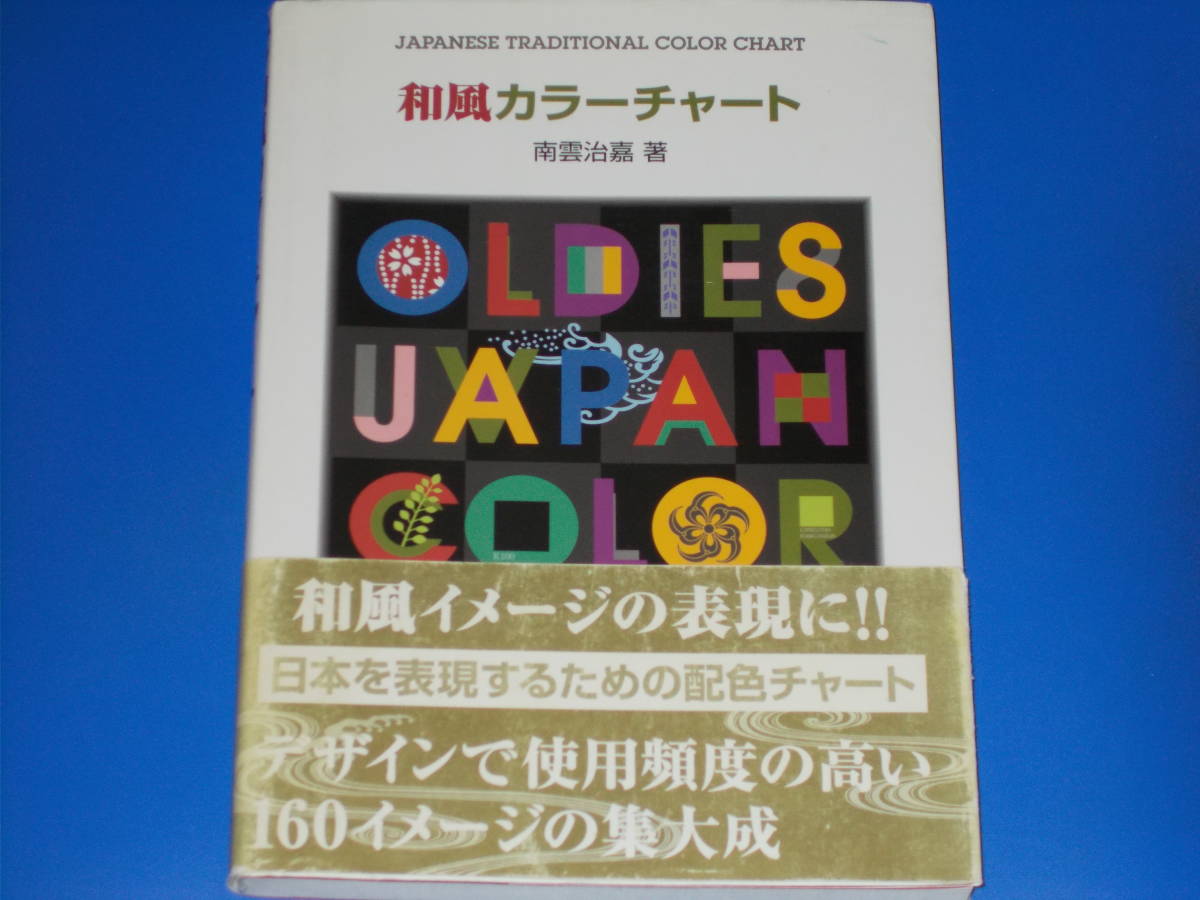 JAPANESE TRADITIONAL COLOR CHART
和風カラーチャート
南雲治嘉 著
OLDIES
JAPAN
COLOR
K100
和風イメージの表現に!!
日本を表現するための配色チャート
デザインで使用頻度の高い
160イメージの集大成